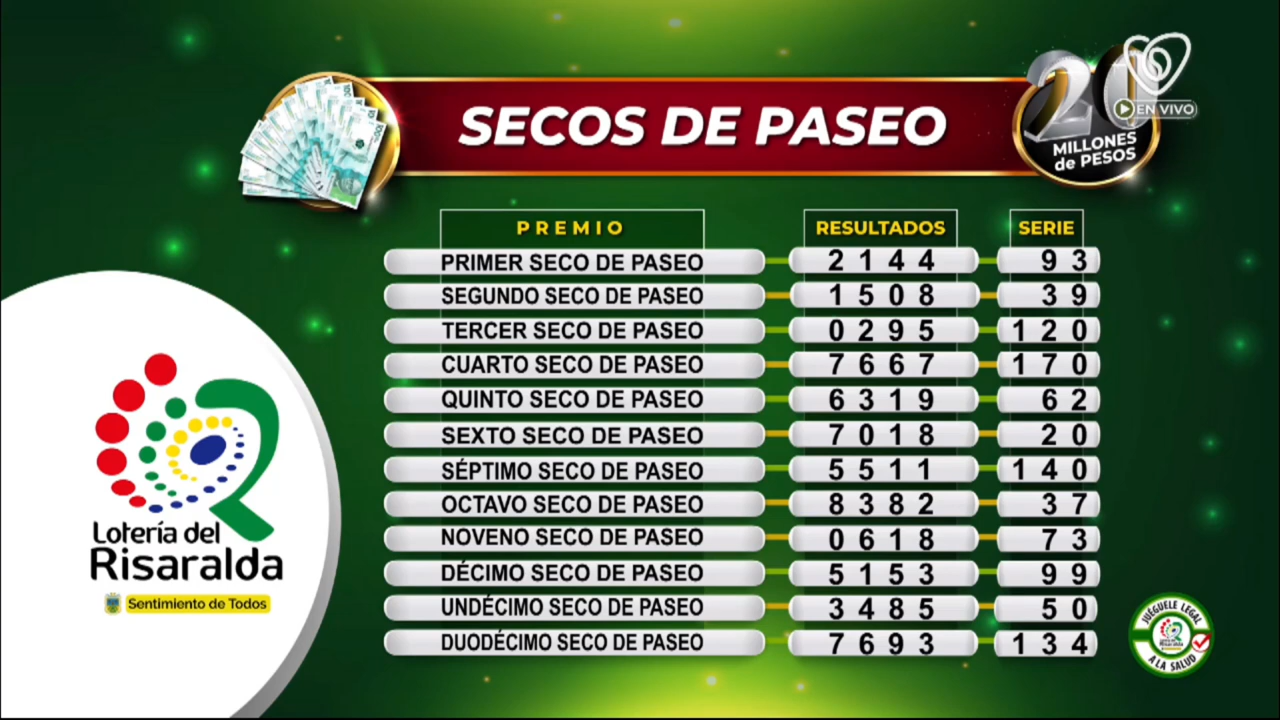 SECOS DE PASEO
20
MILLONES
de PESOS
EN VIVO
PREMIO RESULTADOS SERIE
PRIMER SECO DE PASEO 2144 93
SEGUNDO SECO DE PASEO 1508 39
TERCER SECO DE PASEO 0295 120
CUARTO SECO DE PASEO 7667 170
QUINTO SECO DE PASEO 6319 62
SEXTO SECO DE PASEO 7018 20
SÉPTIMO SECO DE PASEO 5511 140
OCTAVO SECO DE PASEO 8382 37
NOVENO SECO DE PASEO 0618 73
DÉCIMO SECO DE PASEO 5153 99
UNDÉCIMO SECO DE PASEO 3485 50
DUODÉCIMO SECO DE PASEO 7693 134
Lotería del
Risaralda
Sentimiento de Todos
JUÉGUELE LEGAL
A LA SALUD